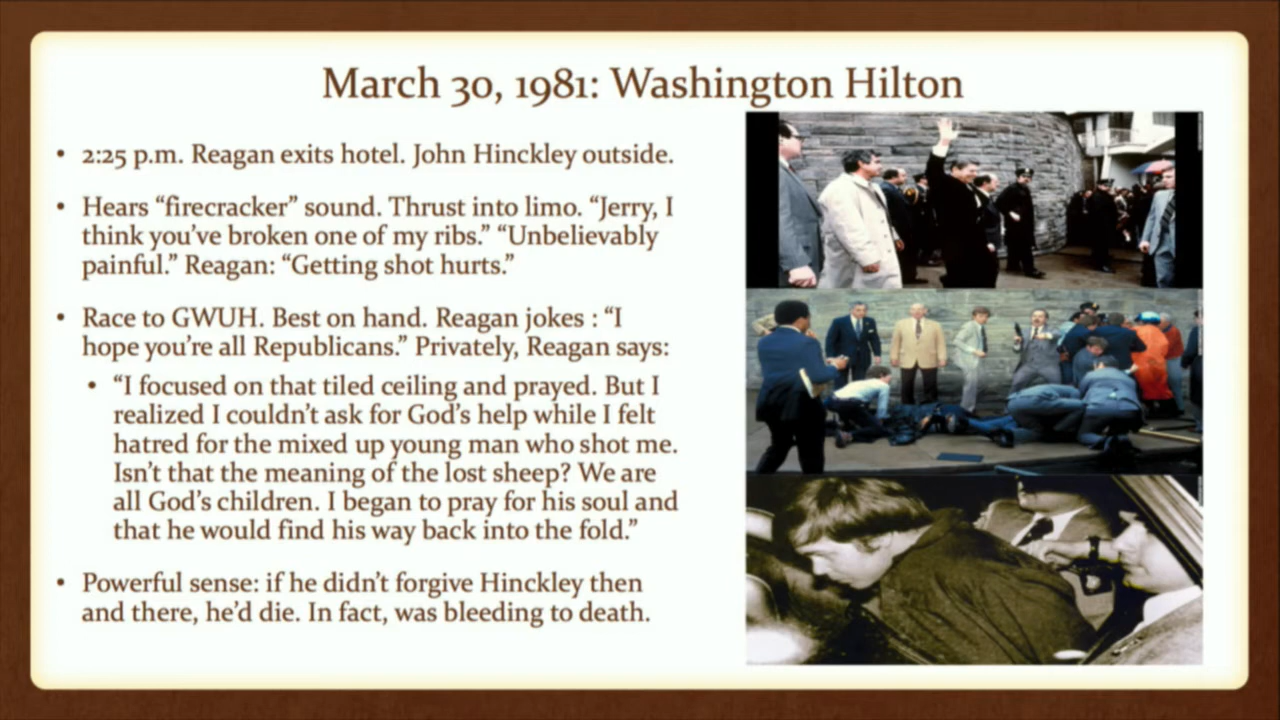 March 30, 1981: Washington Hilton
• 2:25 p.m. Reagan exits hotel. John Hinckley outside.
• Hears “firecracker” sound. Thrust into limo. “Jerry, I
think you’ve broken one of my ribs.” “Unbelievably
painful.” Reagan: “Getting shot hurts.”
• Race to GWUH. Best on hand. Reagan jokes : “I
hope you’re all Republicans.” Privately, Reagan says:
• “I focused on that tiled ceiling and prayed. But I
realized I couldn’t ask for God’s help while I felt
hatred for the mixed up young man who shot me.
Isn’t that the meaning of the lost sheep? We are
all God’s children. I began to pray for his soul and
that he would find his way back into the fold.”
• Powerful sense: if he didn’t forgive Hinckley then
and there, he’d die. In fact, was bleeding to death.